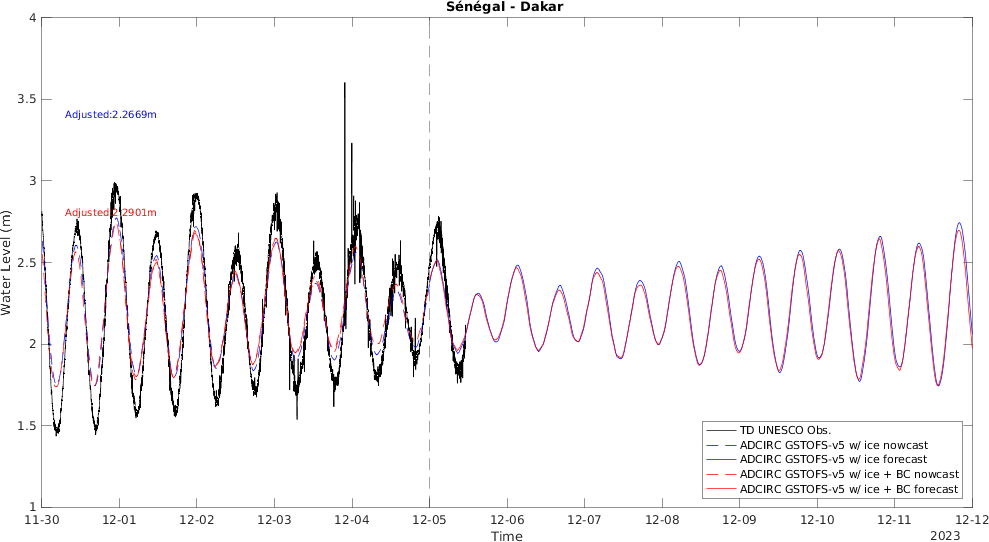 Sénégal - Dakar
4
3.5
3
2.5
2
1.5
1
Water Level (m)
Adjusted:2.2669m
Adjusted:2.2901m
TD UNESCO Obs.
ADCIRC GSTOFS-v5 w/ ice nowcast
ADCIRC GSTOFS-v5 w/ ice forecast
ADCIRC GSTOFS-v5 w/ ice + BC nowcast
ADCIRC GSTOFS-v5 w/ ice + BC forecast
11-30 12-01 12-02 12-03 12-04 12-05 12-06 12-07 12-08 12-09 12-10 12-11 12-12
Time
2023